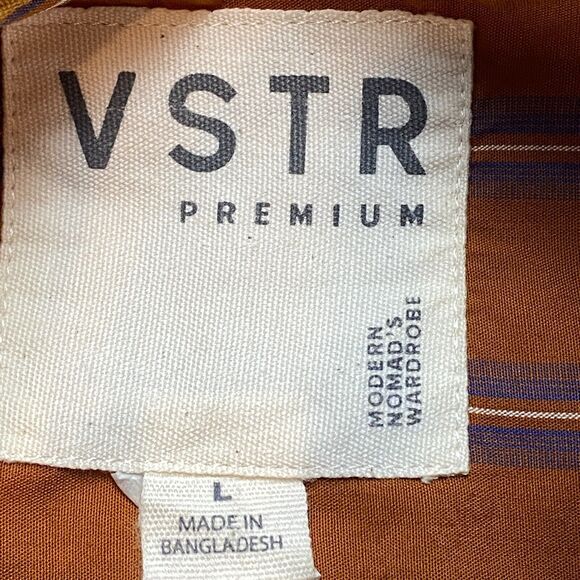 VSTR
PREMIUM
MODERN
NOMAD'S
WARDROBE
L
MADE IN
BANGLADESH